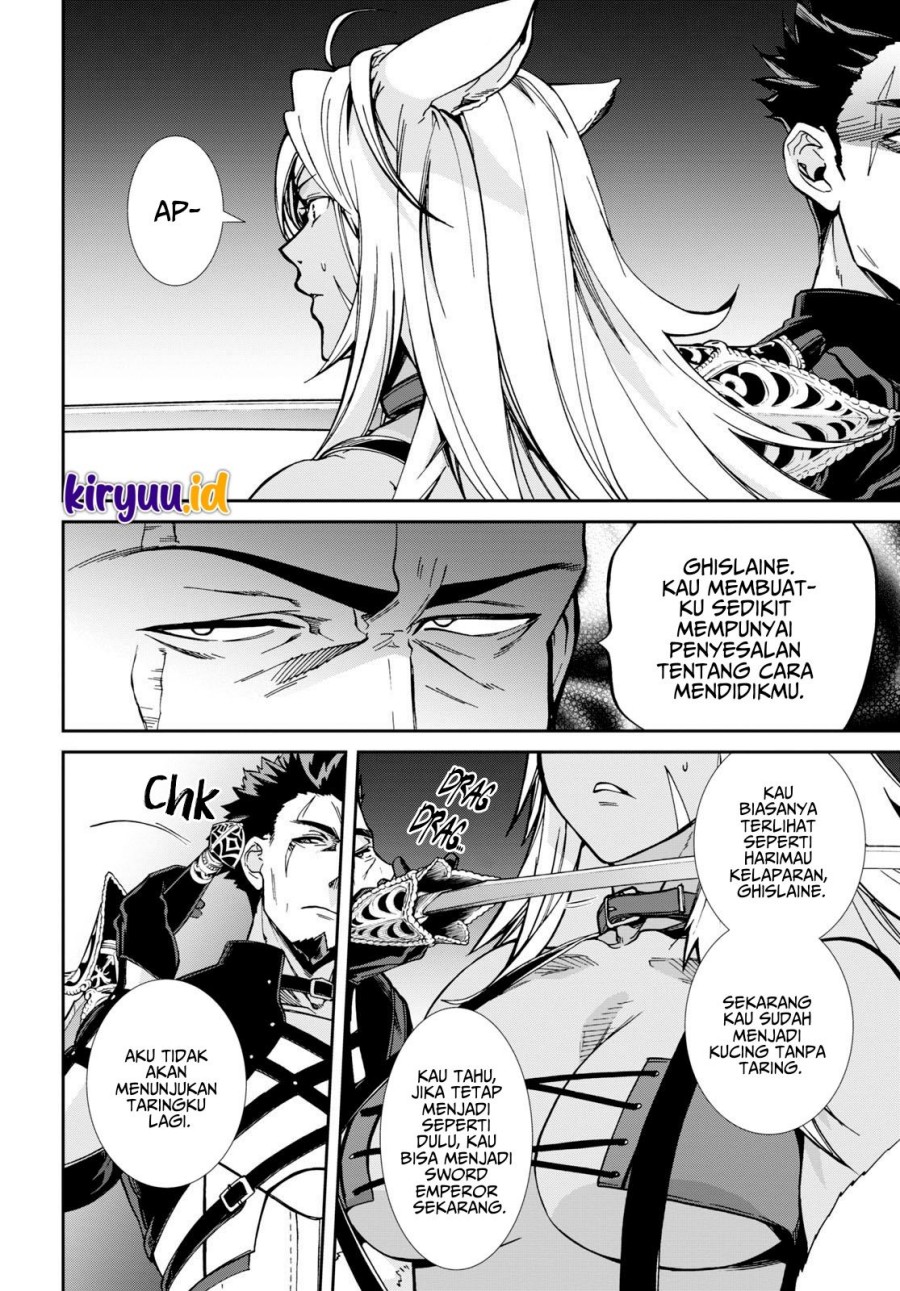 AP-
kiryuu.id
GHISLAINE.
KAU MEMBUAT-
KU SEDIKIT
MEMPUNYAI
PENYESALAN
TENTANG CARA
MENDIDIKMU.
KAU
BIASANYA
TERLIHAT
SEPERTI
HARIMAU
KELAPARAN,
GHISLAINE.
SEKARANG
KAU SUDAH
MENJADI
KUCING TANPA
TARING.
DRAG
DRAG...
KAU TAHU,
JIKA TETAP
MENJADI
SEPERTI
DULU, KAU
BISA MENJADI
SWORD
EMPEROR
SEKARANG.
Chk
AKU TIDAK
AKAN
MENUNJUKAN
TARINGKU
LAGI.